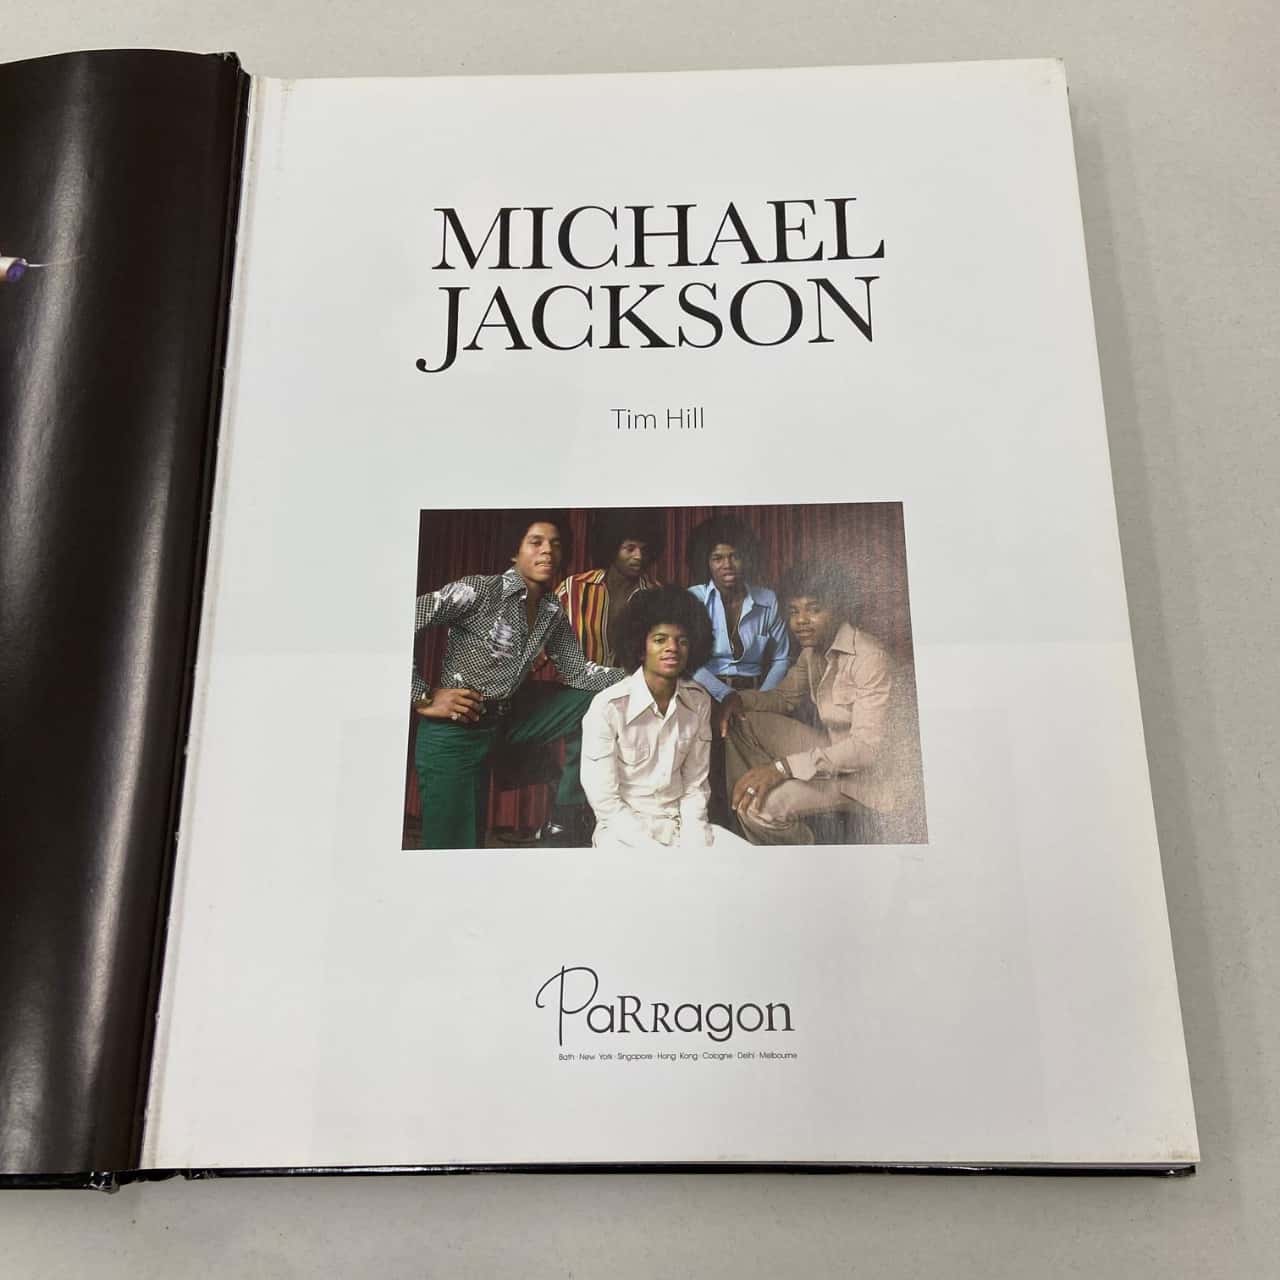 MICHAEL
JACKSON
Tim Hill
PaRRagon
Bath · New York · Singapore · Hong Kong · Cologne · Delhi · Melbourne